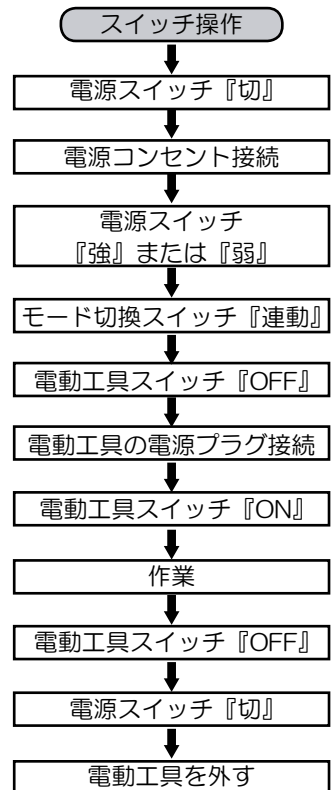 スイッチ操作
電源スイッチ『切』
電源コンセント接続
電源スイッチ
『強』または『弱』
モード切換スイッチ『連動』
電動工具スイッチ『OFF』
電動工具の電源プラグ接続
電動工具スイッチ『ON』
作業
電動工具スイッチ『OFF』
電源スイッチ『切』
電動工具を外す